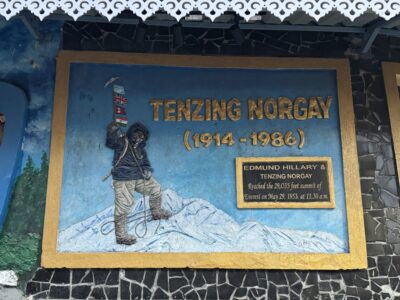 TENZING NORGAY
(1914-1986)
EDMUND HILLARY &
TENZING NORGAY
Reached the 29,035 feet summit of
Everest on May 29, 1953, at 11.30 a.m.